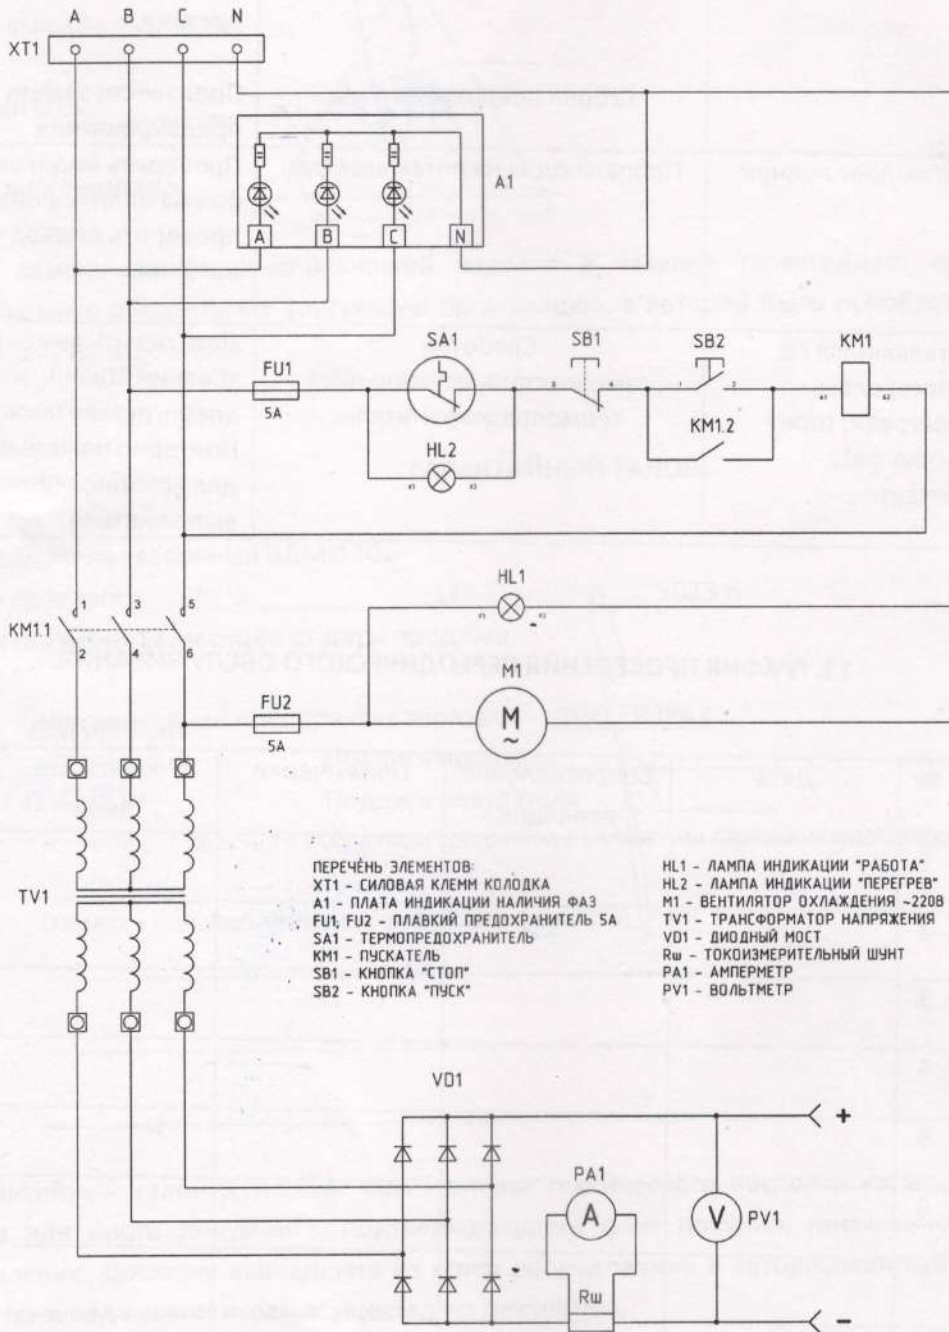 A B C N
XT1
A1
A B C N
FU1
5A
SA1
SB1
SB2
KM1
KM1.2
HL2
HL1
KM1.1
1 3 5
2 4 6
FU2
5A
M1
M
~
TV1
ПЕРЕЧЕНЬ ЭЛЕМЕНТОВ:
XT1 - СИЛОВАЯ КЛЕММ КОЛОДКА
A1 - ПЛАТА ИНДИКАЦИИ НАЛИЧИЯ ФАЗ
FU1, FU2 - ПЛАВКИЙ ПРЕДОХРАНИТЕЛЬ 5А
SA1 - ТЕРМОПРЕДОХРАНИТЕЛЬ
KM1 - ПУСКАТЕЛЬ
SB1 - КНОПКА "СТОП"
SB2 - КНОПКА "ПУСК"
HL1 - ЛАМПА ИНДИКАЦИИ "РАБОТА"
HL2 - ЛАМПА ИНДИКАЦИИ "ПЕРЕГРЕВ"
M1 - ВЕНТИЛЯТОР ОХЛАЖДЕНИЯ ~220В
TV1 - ТРАНСФОРМАТОР НАПРЯЖЕНИЯ
VD1 - ДИОДНЫЙ МОСТ
Rш - ТОКОИЗМЕРИТЕЛЬНЫЙ ШУНТ
PA1 - АМПЕРМЕТР
PV1 - ВОЛЬТМЕТР
VD1
+
PA1
A
V
PV1
Rш
-